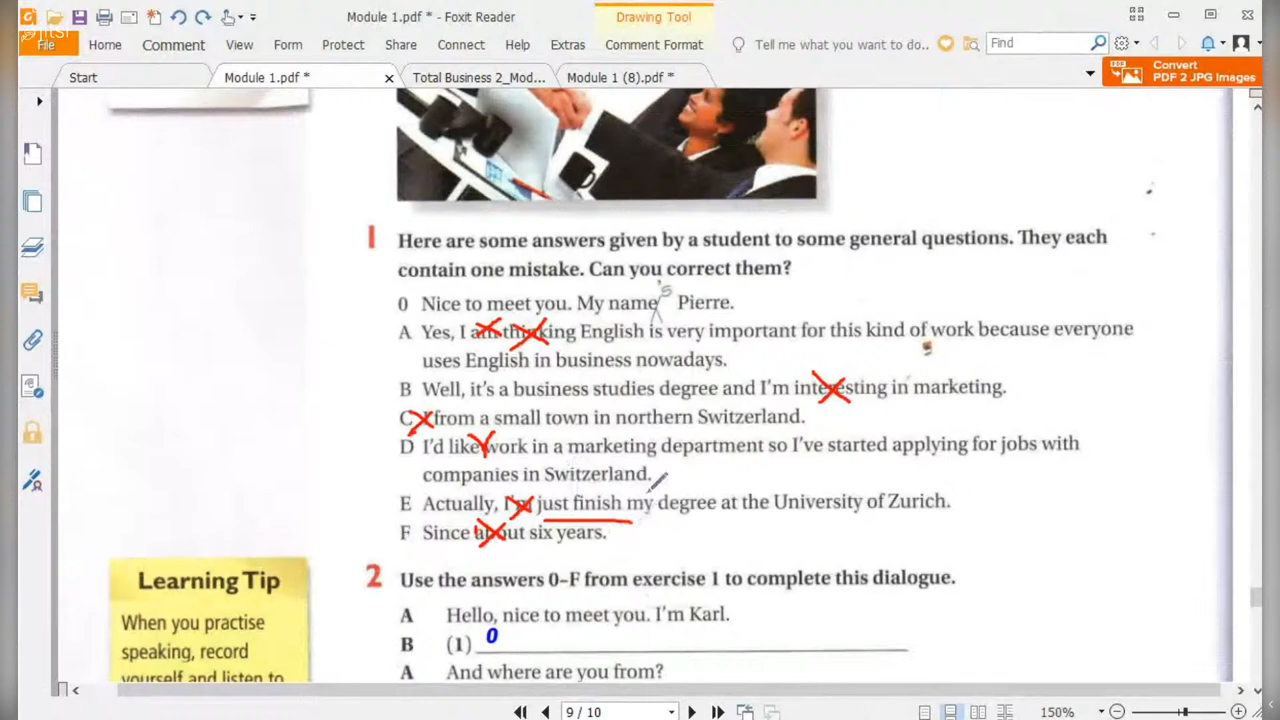 Module 1.pdf * - Foxit Reader
Drawing Tool
Jitsi
File Home Comment View Form Protect Share Connect Help Extras Comment Format Tell me what you want to do.. Find
Start
Module 1.pdf *
Total Business 2_Mod...
Module 1 (8).pdf *
Convert
PDF 2 JPG Images
1 Here are some answers given by a student to some general questions. They each
contain one mistake. Can you correct them?
0 Nice to meet you. My name's Pierre.
A Yes, I am thinking English is very important for this kind of work because everyone
uses English in business nowadays.
B Well, it's a business studies degree and I'm interesting in marketing.
C I from a small town in northern Switzerland.
D I'd like work in a marketing department so I've started applying for jobs with
companies in Switzerland.
E Actually, I'm just finish my degree at the University of Zurich.
F Since about six years.
2 Use the answers 0–F from exercise 1 to complete this dialogue.
A Hello, nice to meet you. I'm Karl.
B (1) 0
A And where are you from?
Learning Tip
When you practise
speaking, record
yourself and listen to
9 / 10
150%